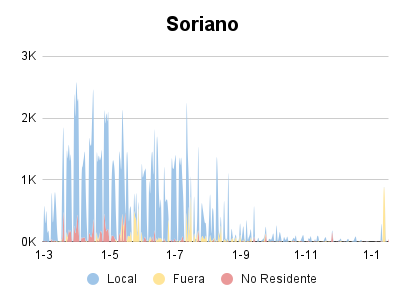 Soriano
3K
2K
1K
0K
1-3 1-5 1-7 1-9 1-11 1-1
Local Fuera No Residente